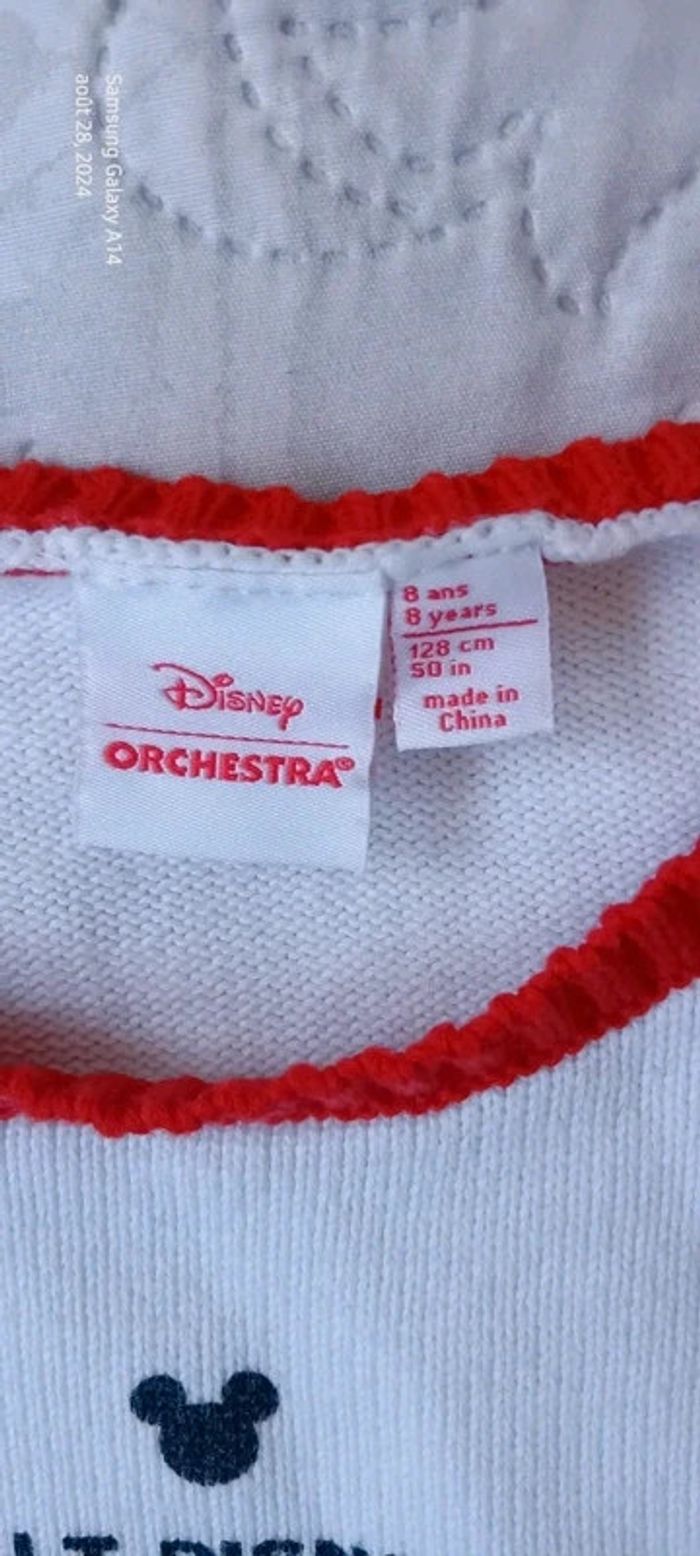 Samsung Galaxy A14
août 28, 2024
8 ans
8 years
128 cm
50 in
made in
China
DISNEY
ORCHESTRA®